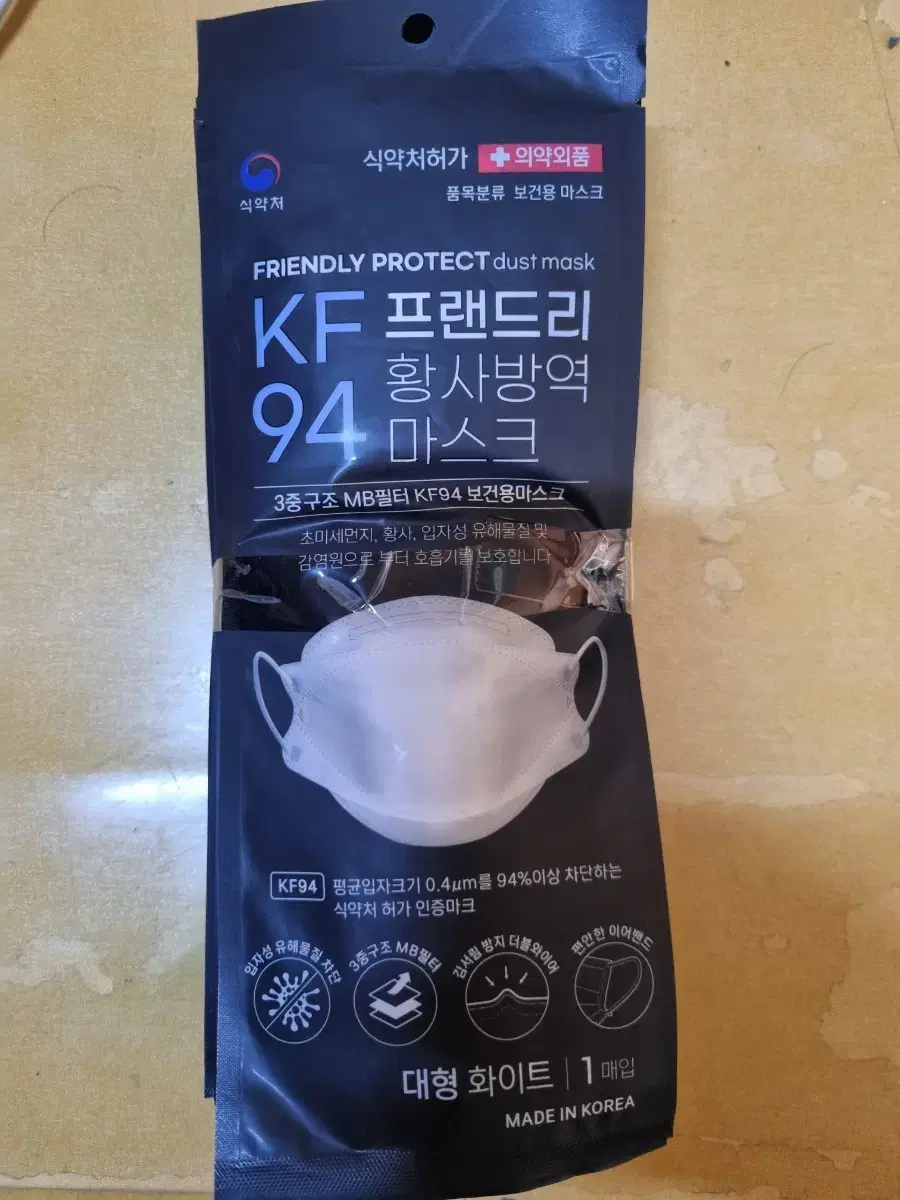 식약처
식약처허가 의약외품
품목분류 보건용 마스크
FRIENDLY PROTECT dust mask
KF 94
프랜드리
황사방역
마스크
3중구조 MB필터 KF94 보건용마스크
초미세먼지, 황사, 입자성 유해물질 및
감염원으로 부터 호흡기를 보호합니다
KF94 평균입자크기 0.4μm를 94%이상 차단하는
식약처 허가 인증마크
입자성 유해물질 차단
3중구조 MB필터
김서림 방지 더블와이어
편안한 이어밴드
대형 화이트 | 1 매입
MADE IN KOREA